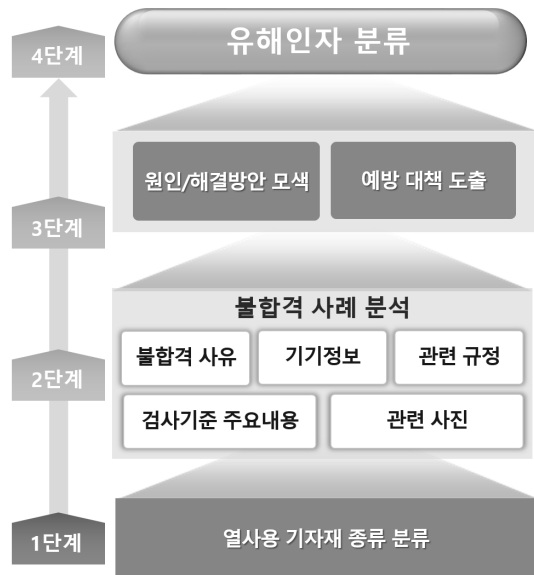 4단계
유해인자 분류
원인/해결방안 모색
예방 대책 도출
3단계
불합격 사례 분석
불합격 사유
기기정보
관련 규정
2단계
검사기준 주요내용
관련 사진
1단계
열사용 기자재 종류 분류